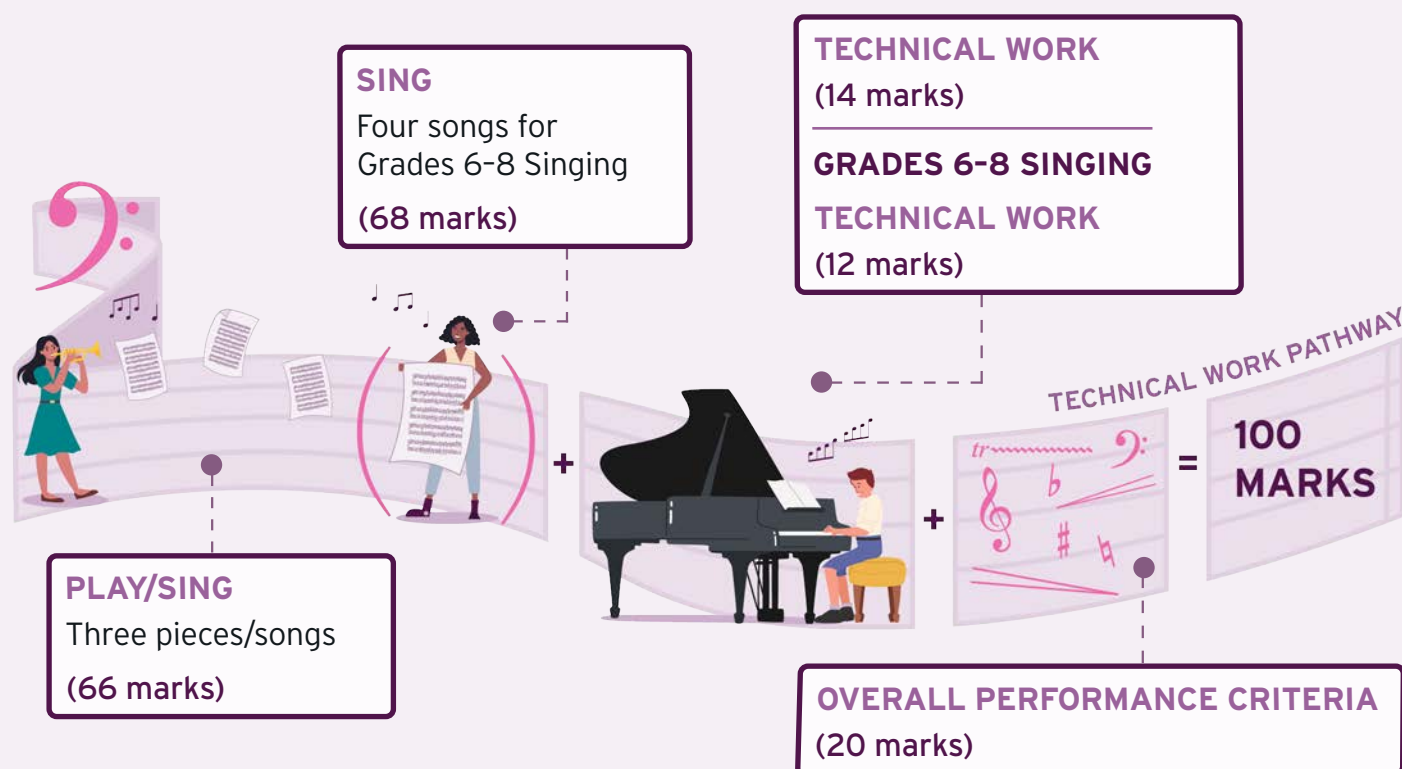 SING
Four songs for
Grades 6-8 Singing
(68 marks)
TECHNICAL WORK
(14 marks)
GRADES 6-8 SINGING
TECHNICAL WORK
(12 marks)
TECHNICAL WORK PATHWAY
tr
+
+
=
100
MARKS
PLAY/SING
Three pieces/songs
(66 marks)
OVERALL PERFORMANCE CRITERIA
(20 marks)